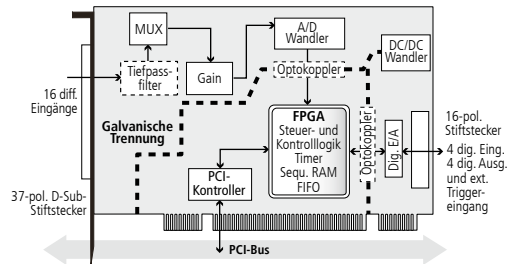 MUX
A/D
Wandler
DC/DC
Wandler
Tiefpass-
filter
Gain
Optokoppler
16 diff.
Eingänge
Galvanische
Trennung
FPGA
Steuer- und
Kontrolllogik
Timer
Sequ. RAM
FIFO
Optokoppler
Dig. E/A
16-pol.
Stiftstecker
4 dig. Eing.
4 dig. Ausg.
und ext.
Trigger-
eingang
PCI-
Kontroller
37-pol. D-Sub-
Stiftstecker
PCI-Bus